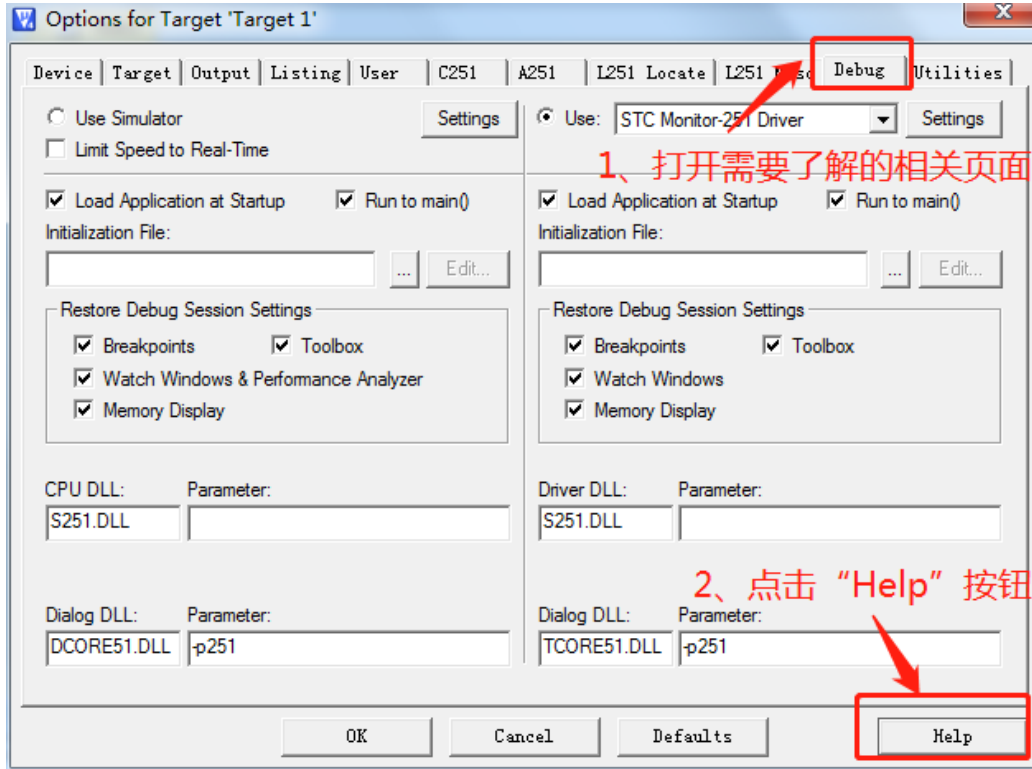 Options for Target 'Target 1'
Device Target Output Listing User C251 A251 L251 Locate L251 Debug Utilities
Use Simulator
Settings
Use: STC Monitor-251 Driver
Settings
Limit Speed to Real-Time
1、打开需要了解的相关页面
Load Application at Startup
Run to main()
Load Application at Startup
Run to main()
Initialization File:
Initialization File:
... Edit...
... Edit...
Restore Debug Session Settings
Breakpoints
Toolbox
Watch Windows & Performance Analyzer
Memory Display
Restore Debug Session Settings
Breakpoints
Toolbox
Watch Windows
Memory Display
CPU DLL: Parameter:
S251.DLL
Driver DLL: Parameter:
S251.DLL
2、点击“Help”按钮
Dialog DLL: Parameter:
DCORE51.DLL -p251
Dialog DLL: Parameter:
TCORE51.DLL -p251
OK Cancel Defaults Help